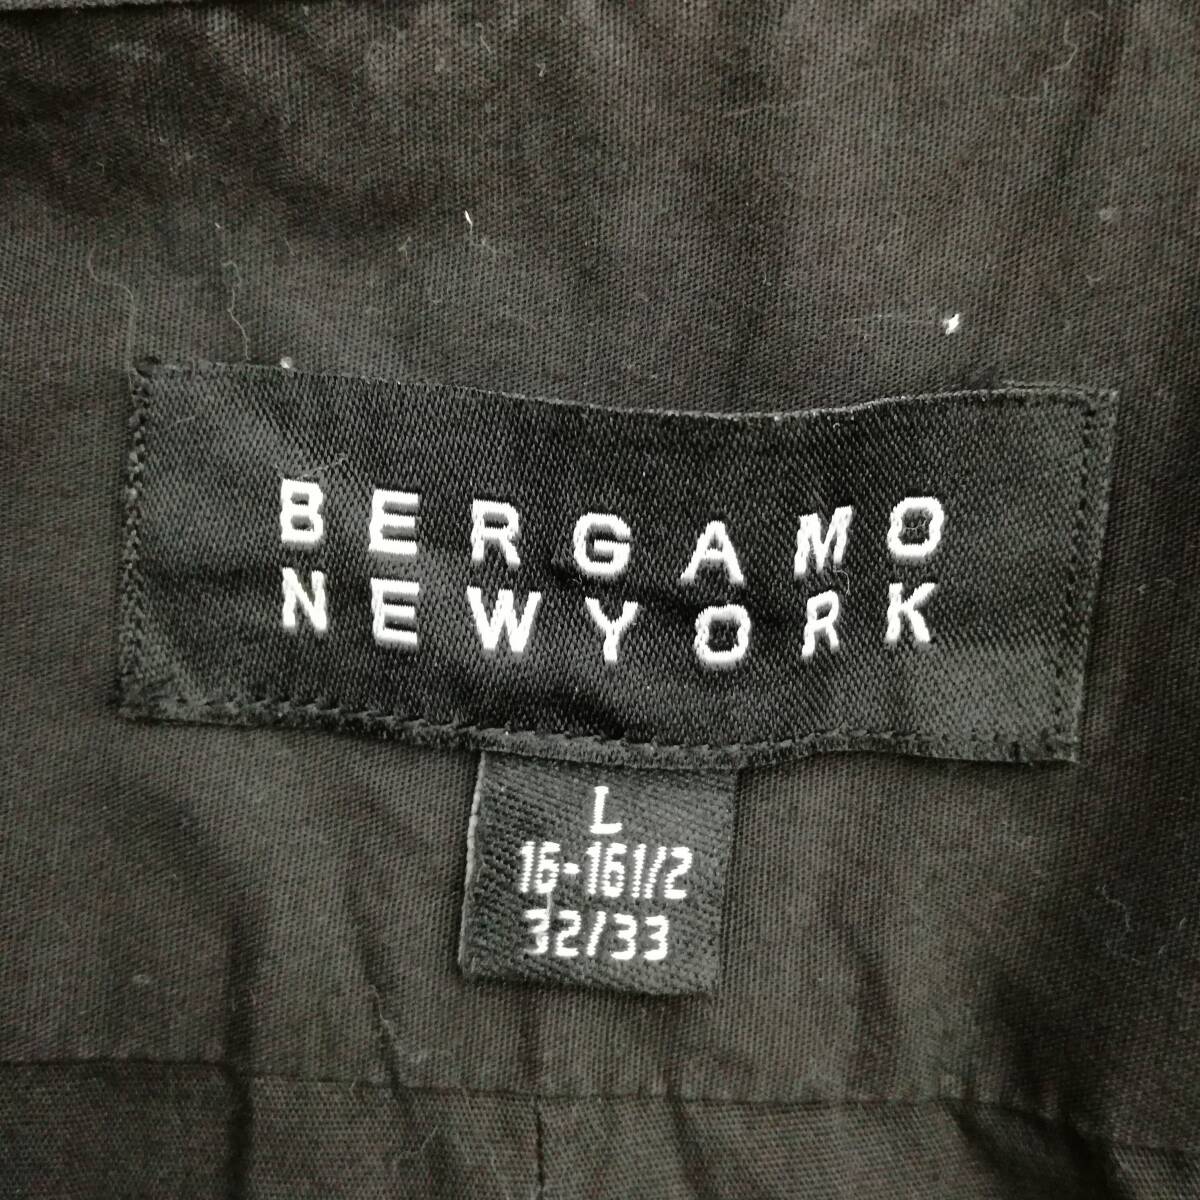 BERGAMO
NEWYORK
L
16-161/2
32/33